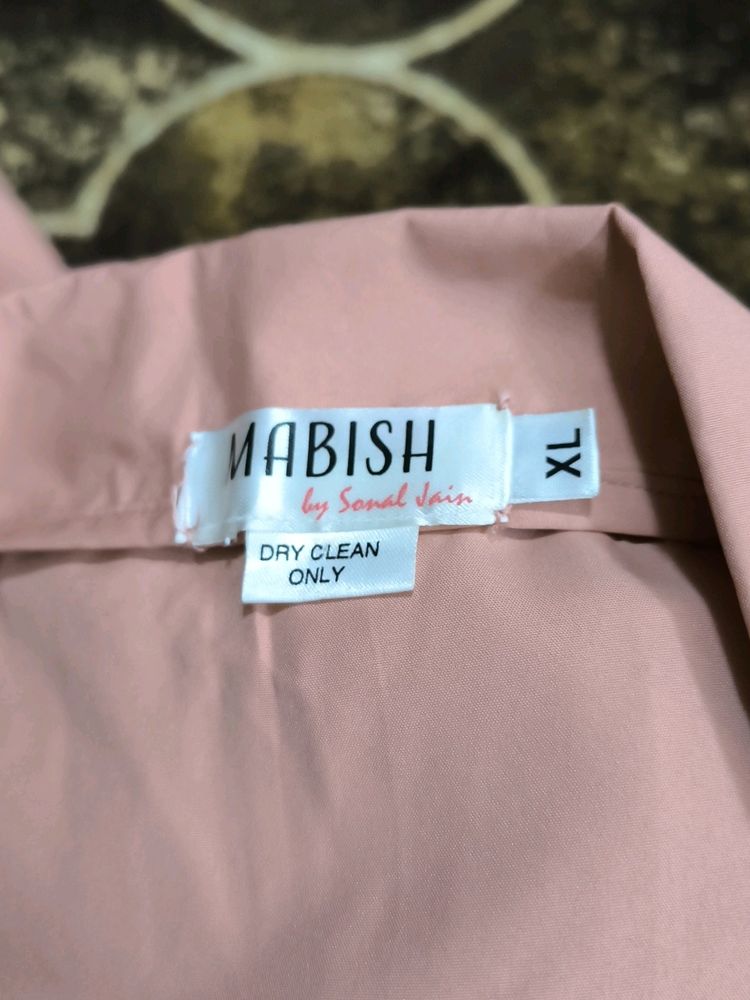 MABISH
by Sonal Jain
XL
DRY CLEAN
ONLY